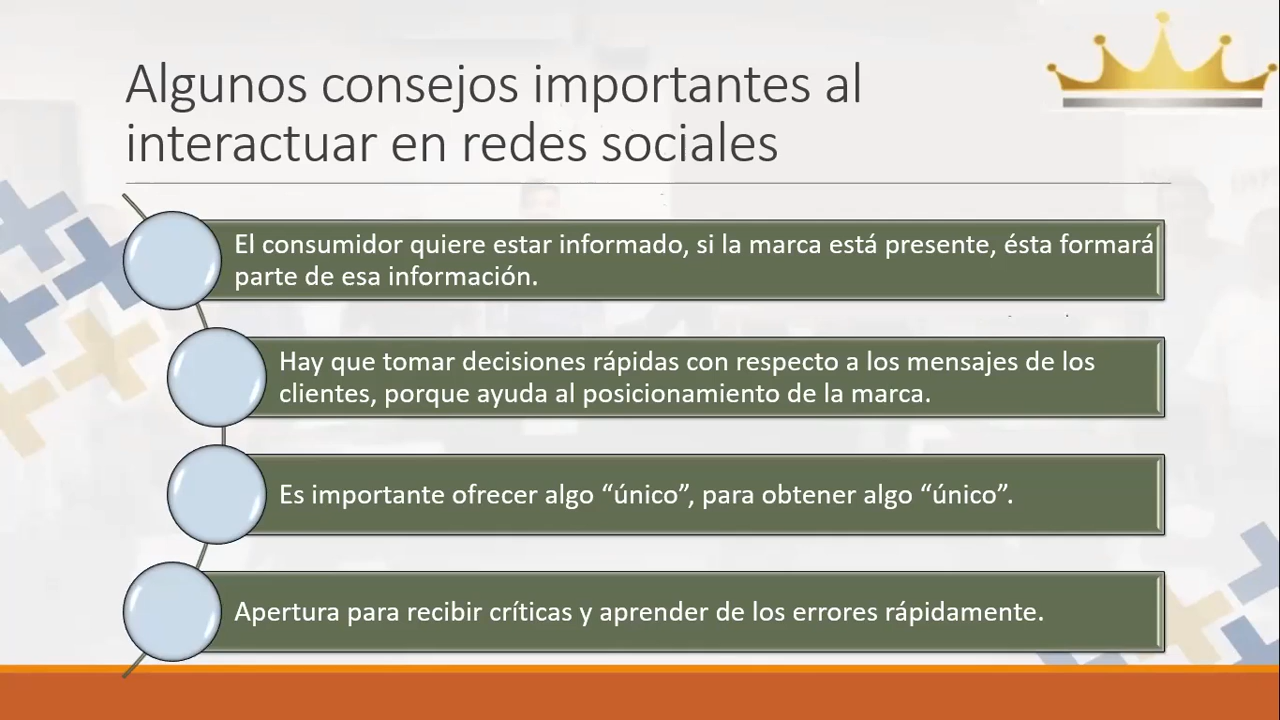 Algunos consejos importantes al
interactuar en redes sociales
El consumidor quiere estar informado, si la marca está presente, ésta formará
parte de esa información.
Hay que tomar decisiones rápidas con respecto a los mensajes de los
clientes, porque ayuda al posicionamiento de la marca.
Es importante ofrecer algo “único”, para obtener algo “único”.
Apertura para recibir críticas y aprender de los errores rápidamente.